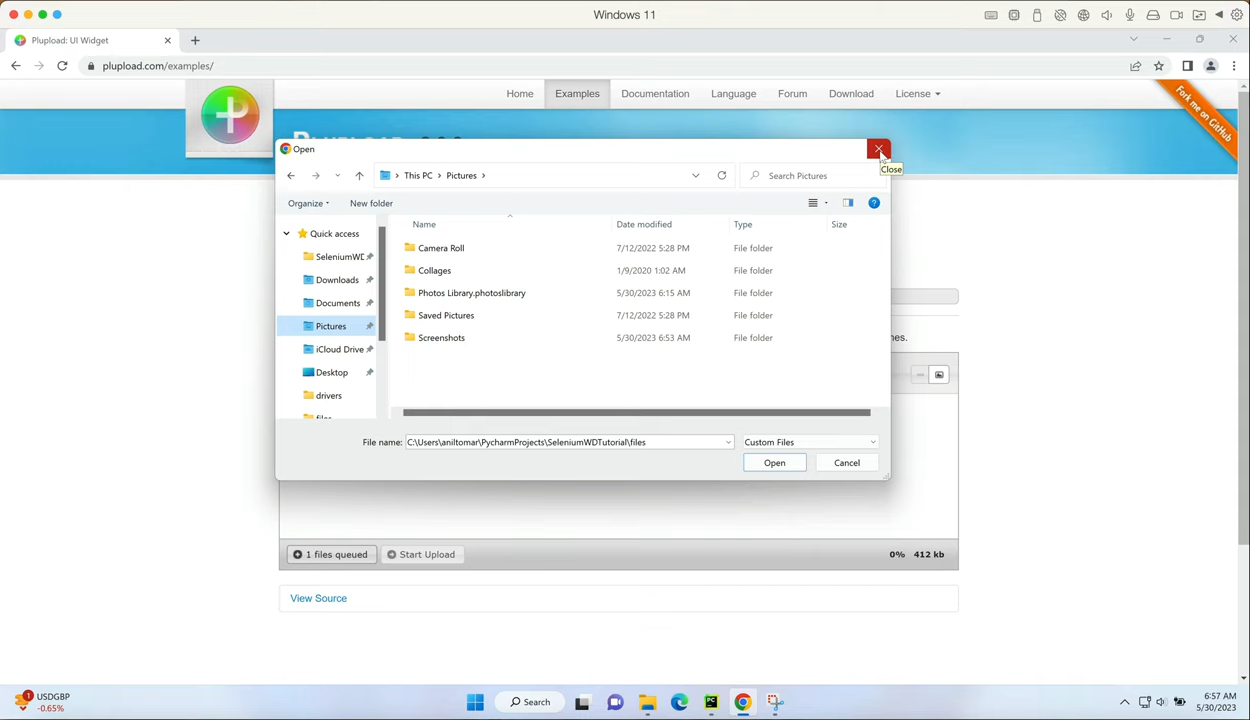 Windows 11
Plupload: UI Widget
plupload.com/examples/
Home Examples Documentation Language Forum Download License
Fork me on GitHub
Open
Close
This PC > Pictures >
Search Pictures
Organize New folder
Name Date modified Type Size
Quick access
SeleniumWD
Downloads
Documents
Pictures
iCloud Drive
Desktop
drivers
files
Camera Roll 7/12/2022 5:28 PM File folder
Collages 1/9/2020 1:02 AM File folder
Photos Library.photoslibrary 5/30/2023 6:15 AM File folder
Saved Pictures 7/12/2022 5:28 PM File folder
Screenshots 5/30/2023 6:53 AM File folder
nes.
File name: C:\Users\aniltomar\PycharmProjects\SeleniumWDTutorial\files Custom Files
Open Cancel
1 files queued Start Upload 0% 412 kb
View Source
1
USDGBP
-0.65%
Search
PC
6:57 AM
5/30/2023